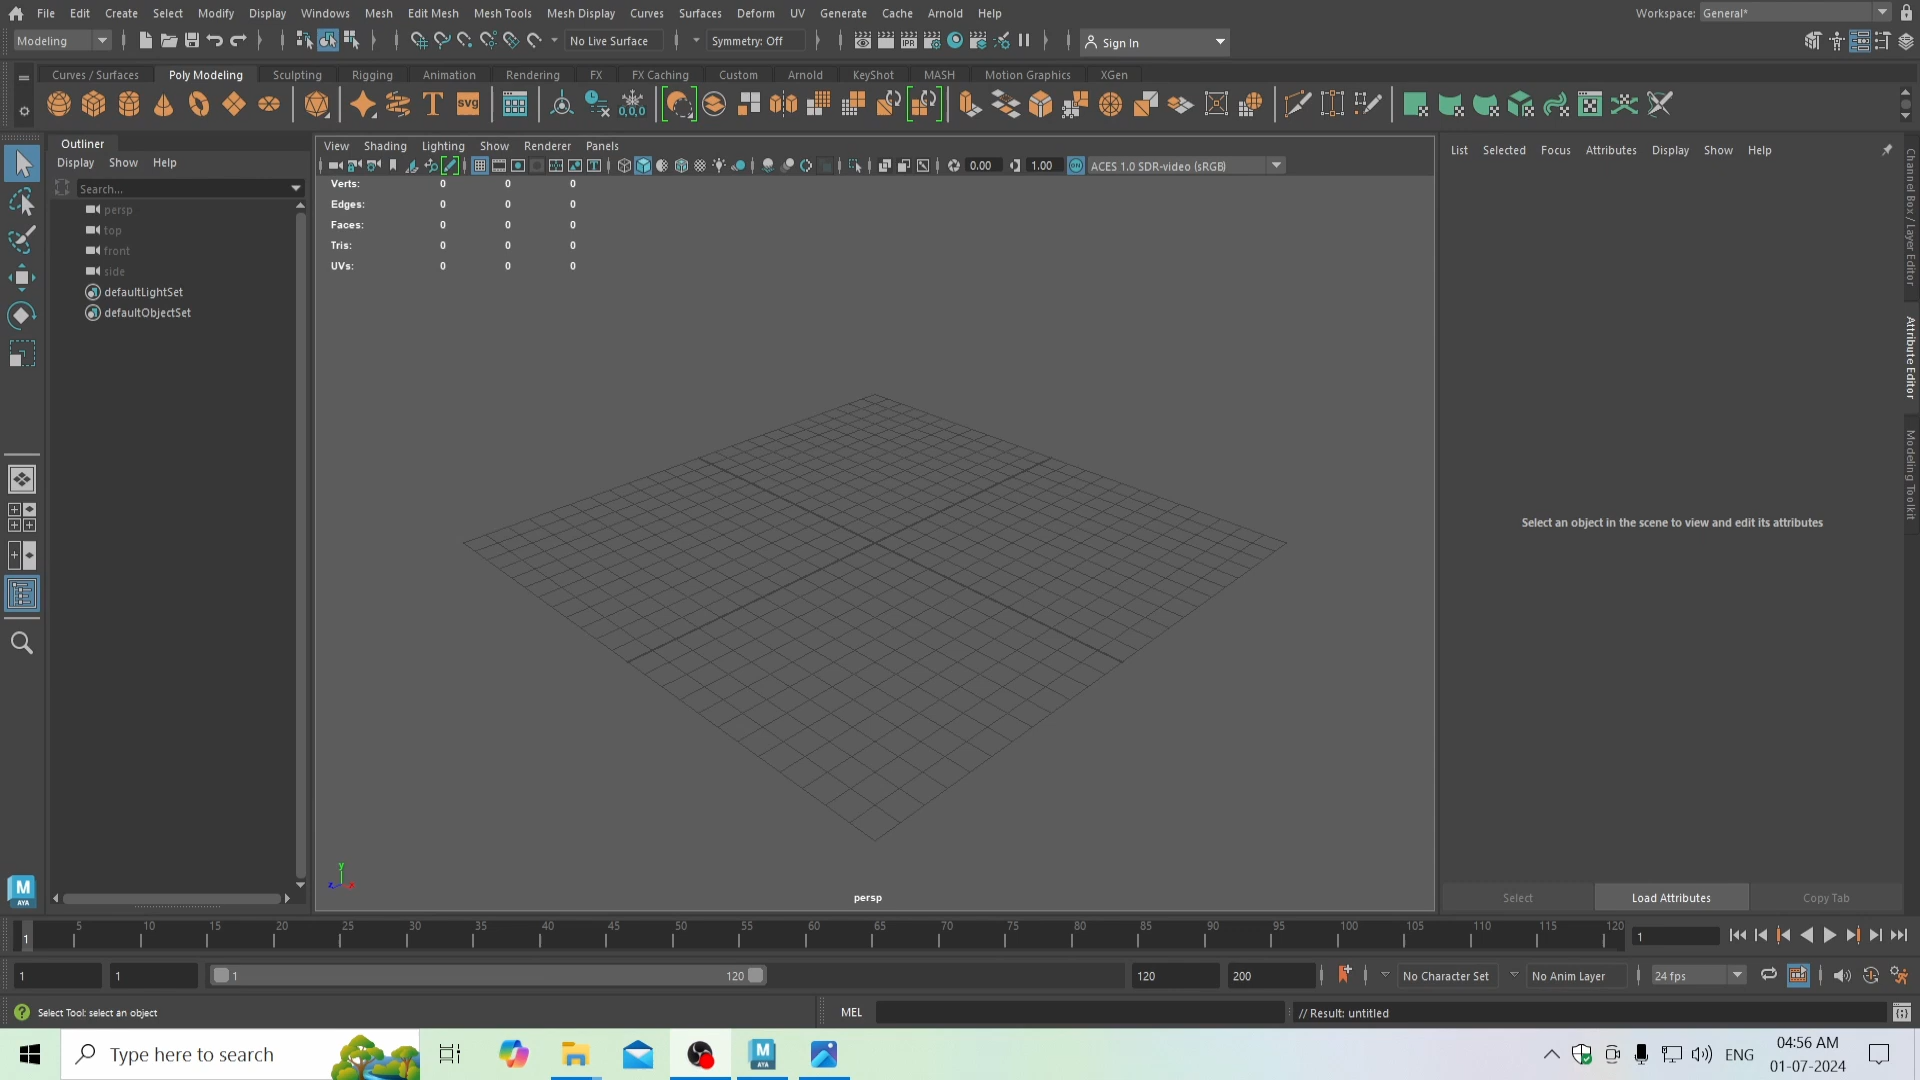 File Edit Create Select Modify Display Windows Mesh Edit Mesh Mesh Tools Mesh Display Curves Surfaces Deform UV Generate Cache Arnold Help Workspace: General*
Modeling No Live Surface Symmetry: Off IPR Sign In
Curves / Surfaces Poly Modeling Sculpting Rigging Animation Rendering FX FX Caching Custom Arnold KeyShot MASH Motion Graphics XGen
T svg 0,0,0
Outliner
Display Show Help
Search...
persp
top
front
side
defaultLightSet
defaultObjectSet
View Shading Lighting Show Renderer Panels
0.00 1.00 ON ACES 1.0 SDR-video (sRGB)
Verts: 0 0 0
Edges: 0 0 0
Faces: 0 0 0
Tris: 0 0 0
UVs: 0 0 0
y
z x
persp
List Selected Focus Attributes Display Show Help
Select an object in the scene to view and edit its attributes
Select Load Attributes Copy Tab
Channel Box / Layer Editor
Attribute Editor
Modeling Toolkit
M
AYA
1 5 10 15 20 25 30 35 40 45 50 55 60 65 70 75 80 85 90 95 100 105 110 115 120 1
1 1 1 120 120 200 No Character Set No Anim Layer 24 fps
Select Tool: select an object MEL // Result: untitled
Type here to search M AYA ENG 04:56 AM
01-07-2024